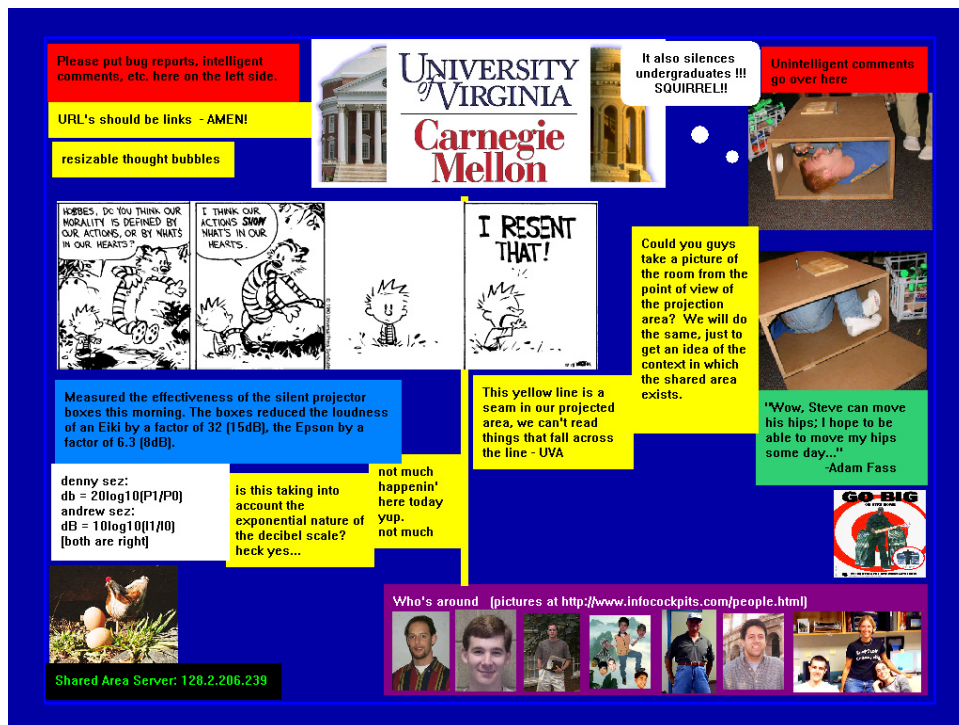 Please put bug reports, intelligent
comments, etc. here on the left side.
URL's should be links  - AMEN!
resizable thought bubbles
UNIVERSITY
of VIRGINIA
Carnegie
Mellon
It also silences
undergraduates !!!
SQUIRREL!!
Unintelligent comments
go over here
HOBBES, DO YOU THINK OUR
MORALITY IS DEFINED BY
OUR ACTIONS, OR BY WHAT'S
IN OUR HEARTS?
I THINK OUR
ACTIONS SHOW
WHAT'S IN OUR
HEARTS.
I RESENT
THAT!
Could you guys
take a picture of
the room from the
point of view of
the projection
area?  We will do
the same, just to
get an idea of the
context in which
the shared area
exists.
Measured the effectiveness of the silent projector
boxes this morning. The boxes reduced the loudness
of an Eiki by a factor of 32 (15dB), the Epson by a
factor of 6.3 (8dB).
This yellow line is a
seam in our projected
area, we can't read
things that fall across
the line - UVA
"Wow, Steve can move
his hips; I hope to be
able to move my hips
some day..."
-Adam Fass
denny sez:
db = 20log10(P1/P0)
andrew sez:
dB = 10log10(I1/I0)
(both are right)
is this taking into
account the
exponential nature of
the decibel scale?
heck yes...
not much
happenin'
here today
yup.
not much
GO BIG
OR STAY HOME
Who's around   (pictures at http://www.infocockpits.com/people.html)
Shared Area Server: 128.2.206.239